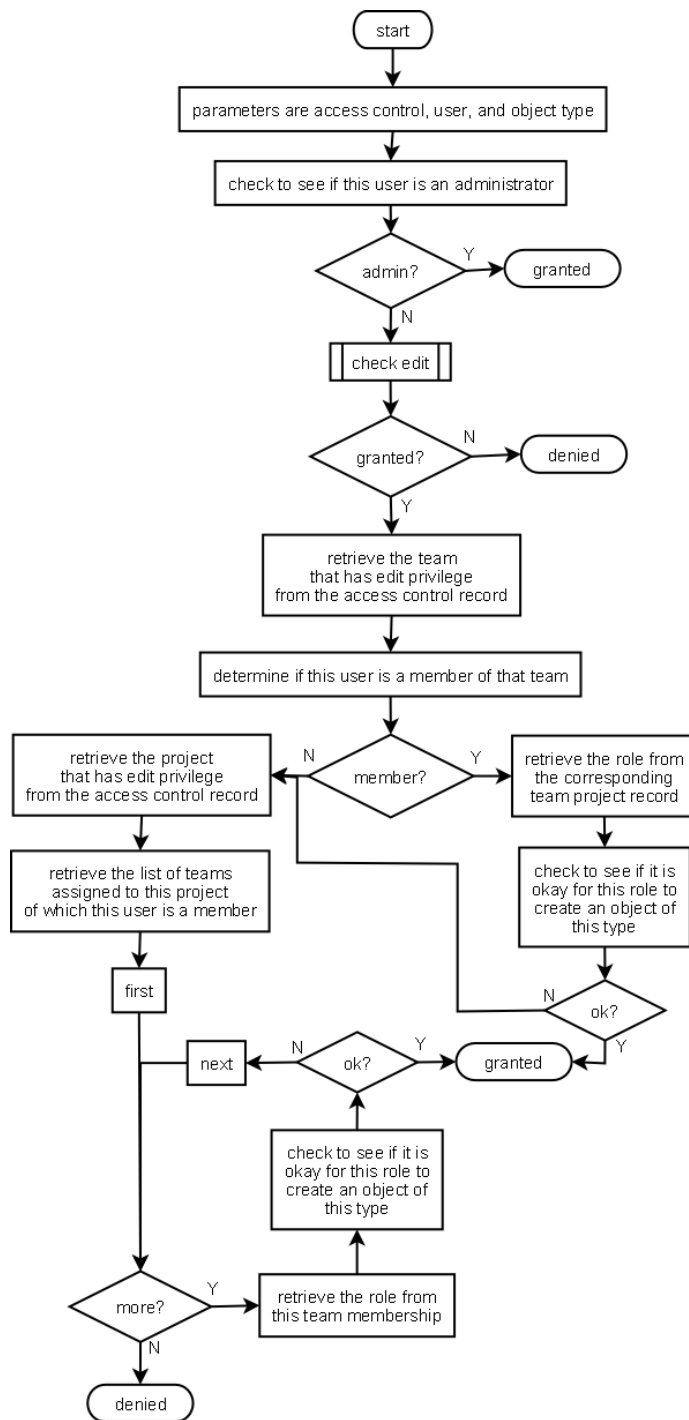 start
parameters are access control, user, and object type
check to see if this user is an administrator
admin?
Y
granted
N
check edit
granted?
N
denied
Y
retrieve the team
that has edit privilege
from the access control record
determine if this user is a member of that team
member?
N
Y
retrieve the project
that has edit privilege
from the access control record
retrieve the role from
the corresponding
team project record
retrieve the list of teams
assigned to this project
of which this user is a member
check to see if it is
okay for this role to
create an object of
this type
first
ok?
N
Y
next
N
ok?
Y
granted
check to see if it is
okay for this role to
create an object of
this type
more?
Y
retrieve the role from
this team membership
N
denied